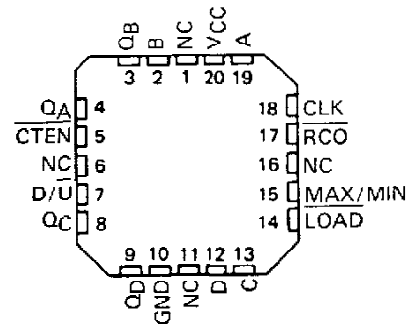 QB B NC VCC A
3 2 1 20 19
QA 4 18 CLK
CTEN 5 17 RCO
NC 6 16 NC
D/U 7 15 MAX/MIN
QC 8 14 LOAD
9 10 11 12 13
QD GND NC D C